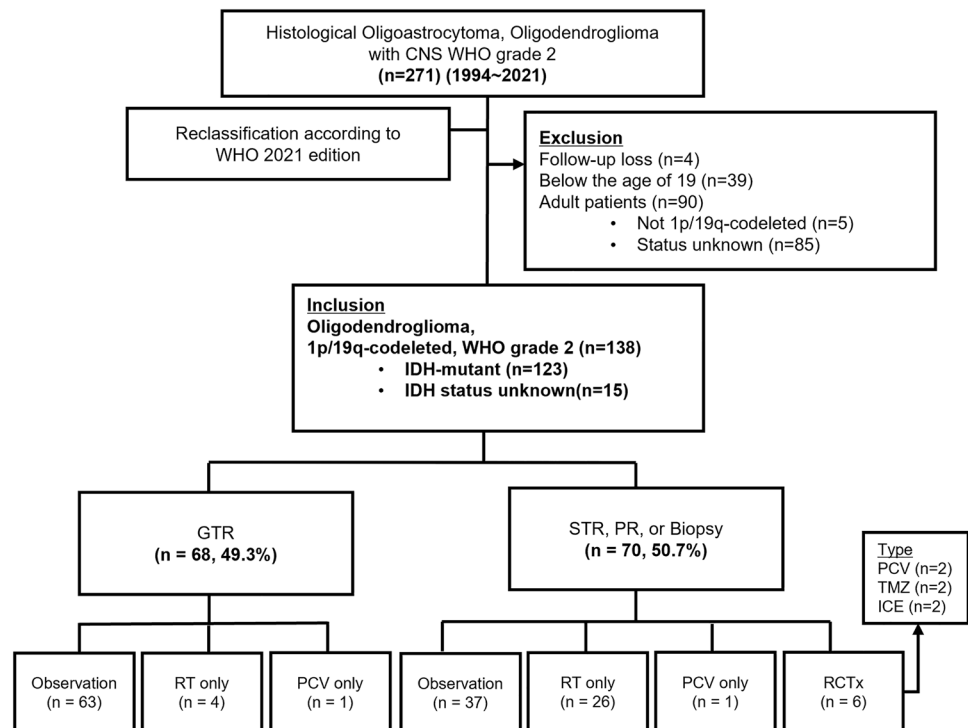 Histological Oligoastrocytoma, Oligodendroglioma
with CNS WHO grade 2
(n=271) (1994~2021)
Reclassification according to
WHO 2021 edition
Exclusion
Follow-up loss (n=4)
Below the age of 19 (n=39)
Adult patients (n=90)
• Not 1p/19q-codeleted (n=5)
• Status unknown (n=85)
Inclusion
Oligodendroglioma,
1p/19q-codeleted, WHO grade 2 (n=138)
• IDH-mutant (n=123)
• IDH status unknown(n=15)
GTR
(n = 68, 49.3%)
STR, PR, or Biopsy
(n = 70, 50.7%)
Type
PCV (n=2)
TMZ (n=2)
ICE (n=2)
Observation
(n = 63)
RT only
(n = 4)
PCV only
(n = 1)
Observation
(n = 37)
RT only
(n = 26)
PCV only
(n = 1)
RCTx
(n = 6)